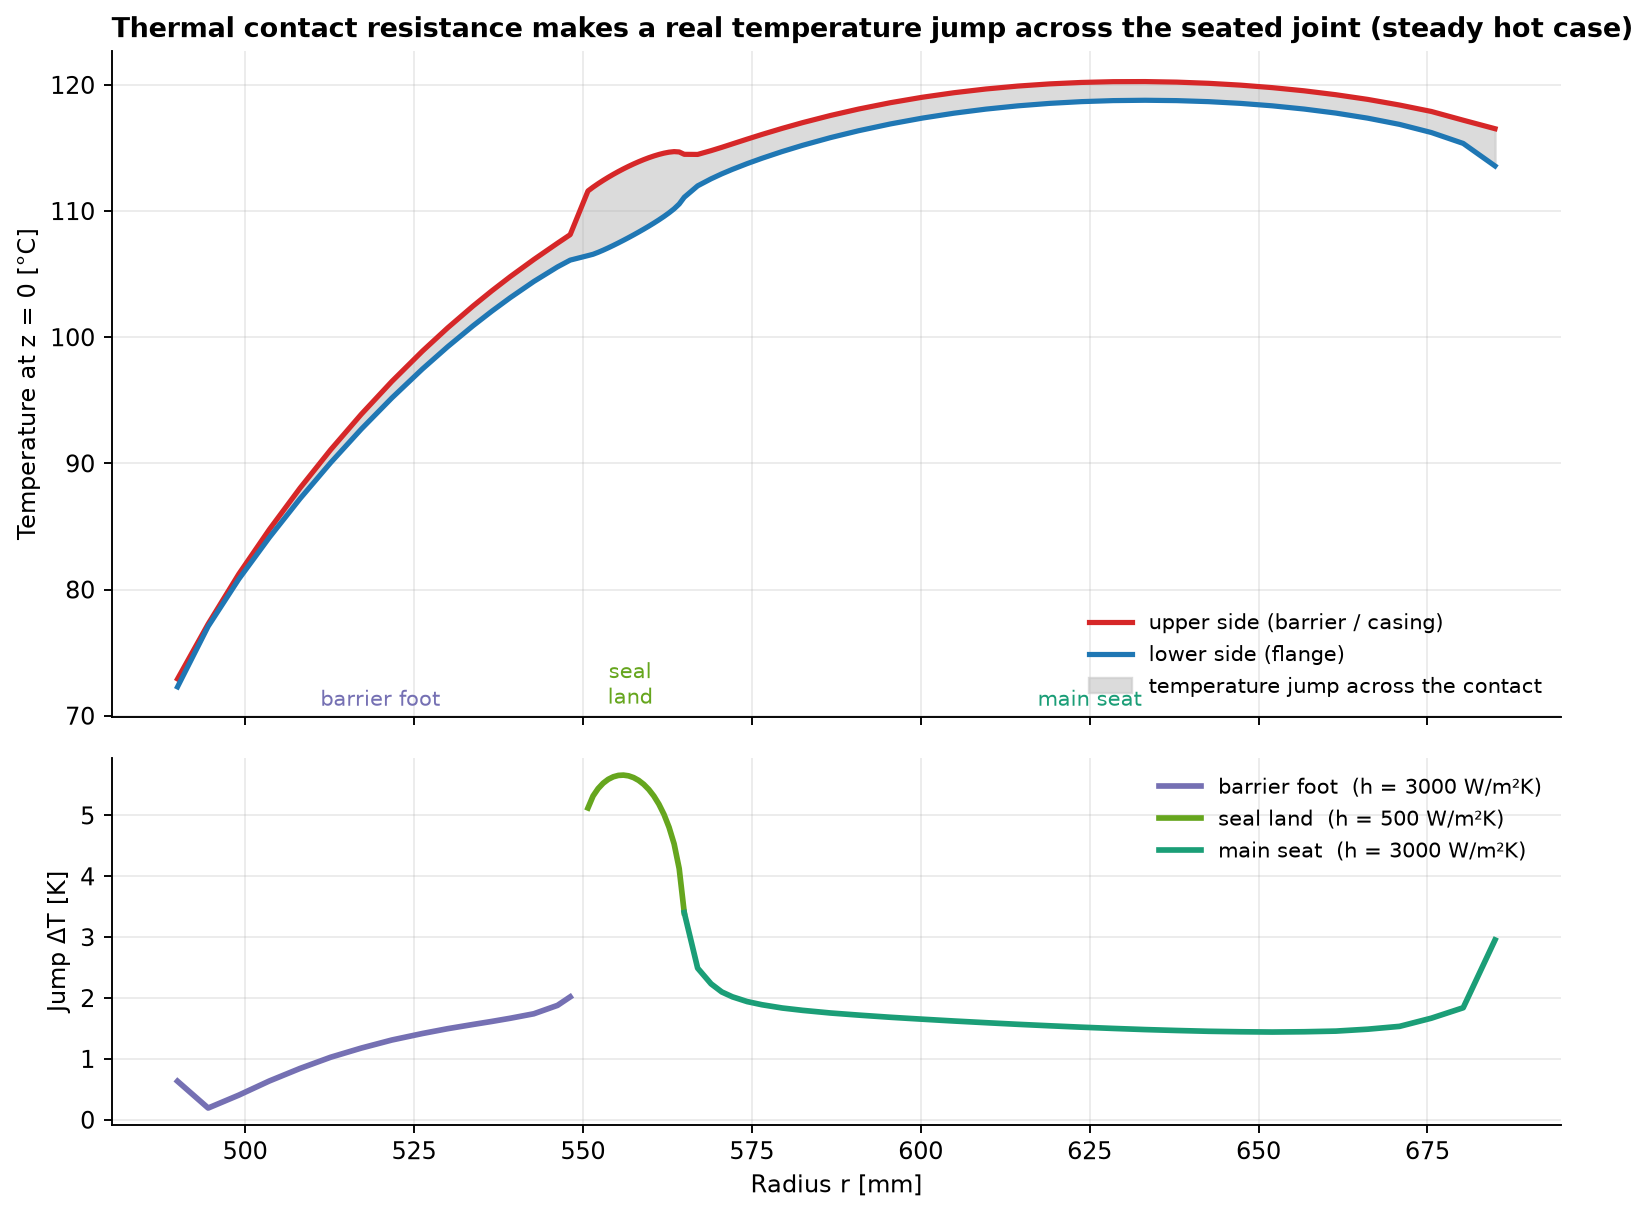 Thermal contact resistance makes a real temperature jump across the seated joint (steady hot case)
Temperature at z = 0 [°C]
120
110
100
90
80
70
upper side (barrier / casing)
lower side (flange)
temperature jump across the contact
barrier foot
seal
land
main seat
Jump ΔT [K]
5
4
3
2
1
0
barrier foot  (h = 3000 W/m²K)
seal land  (h = 500 W/m²K)
main seat  (h = 3000 W/m²K)
500 525 550 575 600 625 650 675
Radius r [mm]